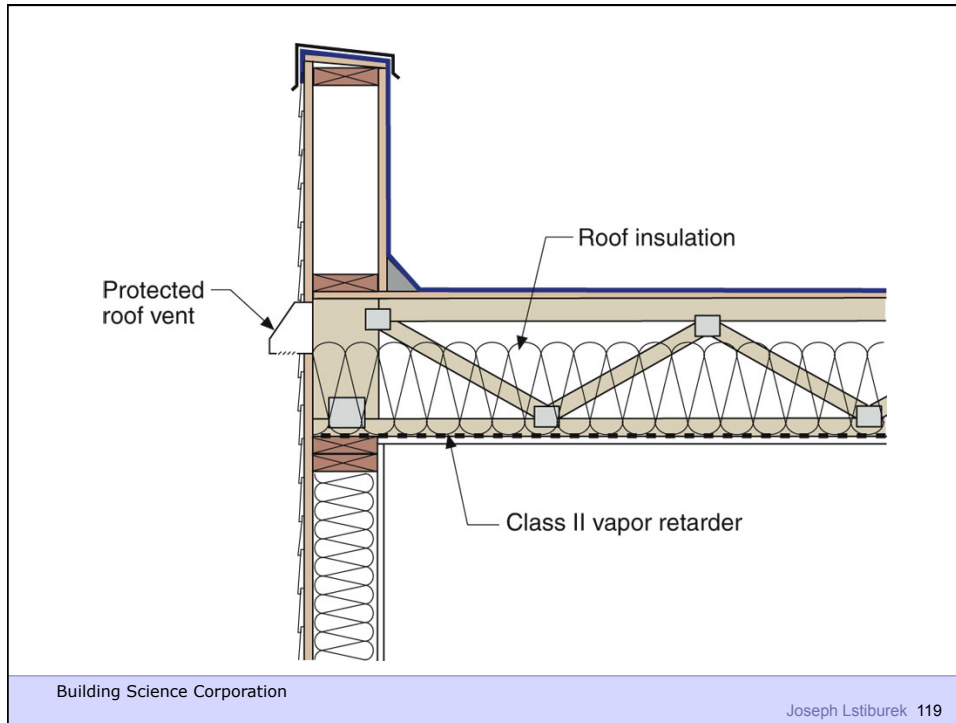 Roof insulation
Protected
roof vent
Class II vapor retarder
Building Science Corporation
Joseph Lstiburek 119